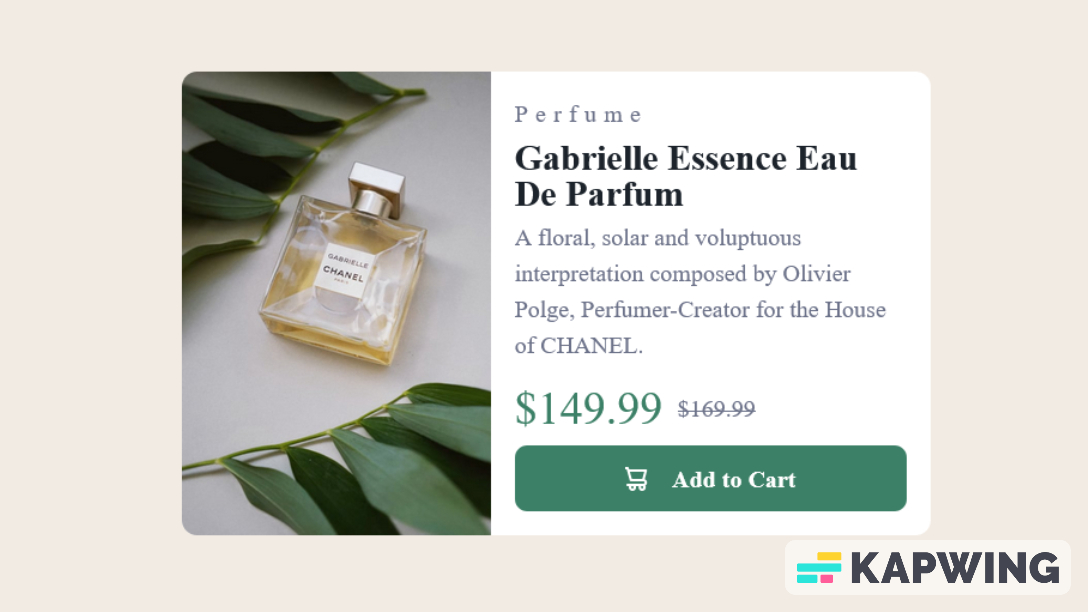 Perfume
Gabrielle Essence Eau
De Parfum
A floral, solar and voluptuous
interpretation composed by Olivier
Polge, Perfumer-Creator for the House
of CHANEL.
$149.99 $169.99
Add to Cart
GABRIELLE
CHANEL
PARIS
KAPWING